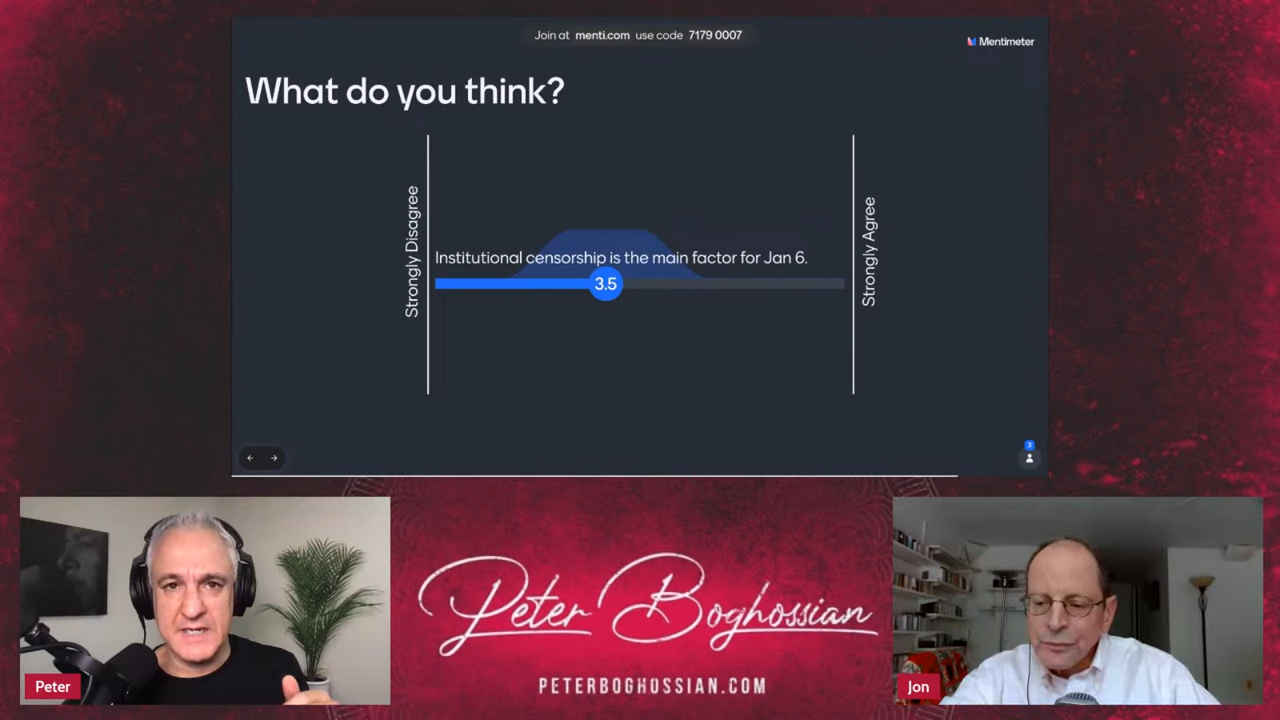 Join at menti.com use code 7179 0007
Mentimeter
What do you think?
Strongly Disagree
Institutional censorship is the main factor for Jan 6.
3.5
Strongly Agree
3
Peter
Peter Boghossian
PETERBOGHOSSIAN.COM
Jon